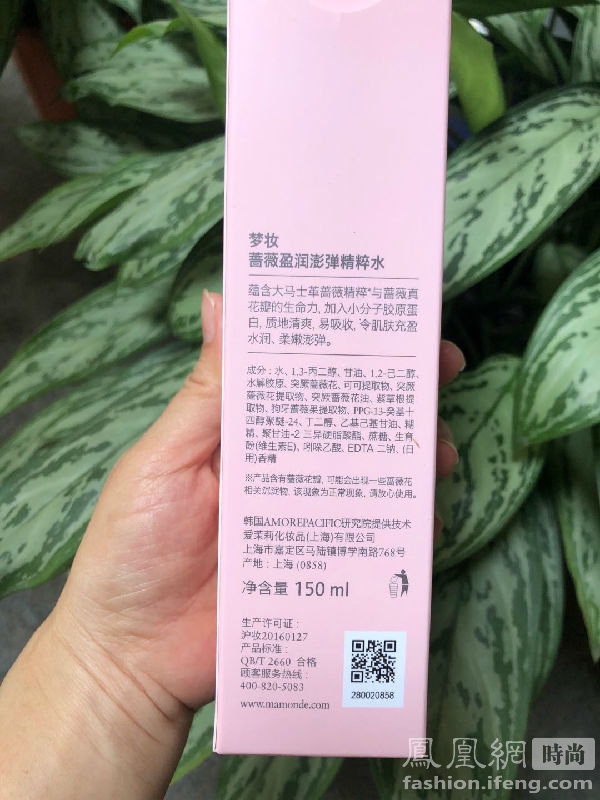 梦妆
蔷薇盈润澎弹精粹水
蕴含大马士革蔷薇精粹*与蔷薇真
花瓣的生命力, 加入小分子胶原蛋
白, 质地清爽, 易吸收, 令肌肤充盈
水润、柔嫩澎弹。
成分: 水、1,3-丙二醇、甘油、1,2-己二醇、
水解胶原、突厥蔷薇花、可可提取物、突厥
蔷薇花提取物、突厥蔷薇花油、紫草根提
取物、狗牙蔷薇果提取物、PPG-13-癸基十
四醇聚醚-24、丁二醇、乙基己基甘油、糊
精、聚甘油-2 三异硬脂酸酯、蔗糖、生育
酚(维生素E)、吲哚乙酸、EDTA 二钠、(日
用)香精
※产品含有蔷薇花瓣, 可能会出现一些蔷薇花
相关沉淀物, 该现象为正常现象, 请放心使用。
韩国AMOREPACIFIC研究院提供技术
爱茉莉化妆品(上海)有限公司
上海市嘉定区马陆镇博学南路768号
产地: 上海 (0858)
净含量 150 ml
生产许可证:
沪妆20160127
产品标准:
QB/T 2660 合格
顾客服务热线:
400-820-5083
www.mamonde.com
280020858
鳳凰網 時尚
fashion.ifeng.com